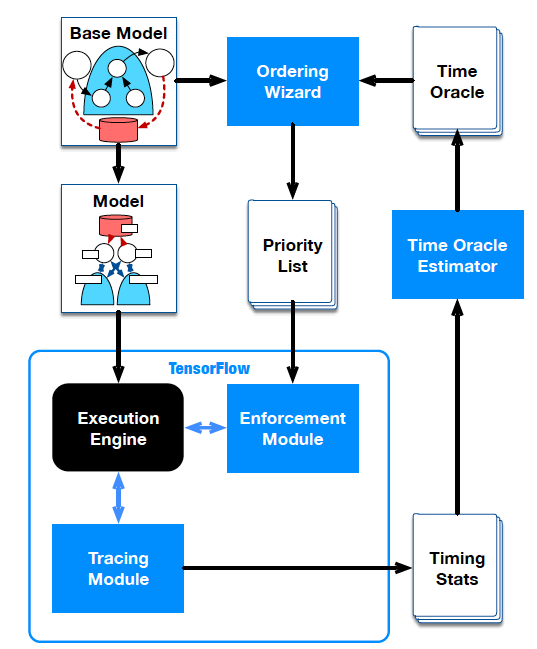 Base Model
Ordering
Wizard
Time
Oracle
Model
Priority
List
Time Oracle
Estimator
TensorFlow
Execution
Engine
Enforcement
Module
Tracing
Module
Timing
Stats